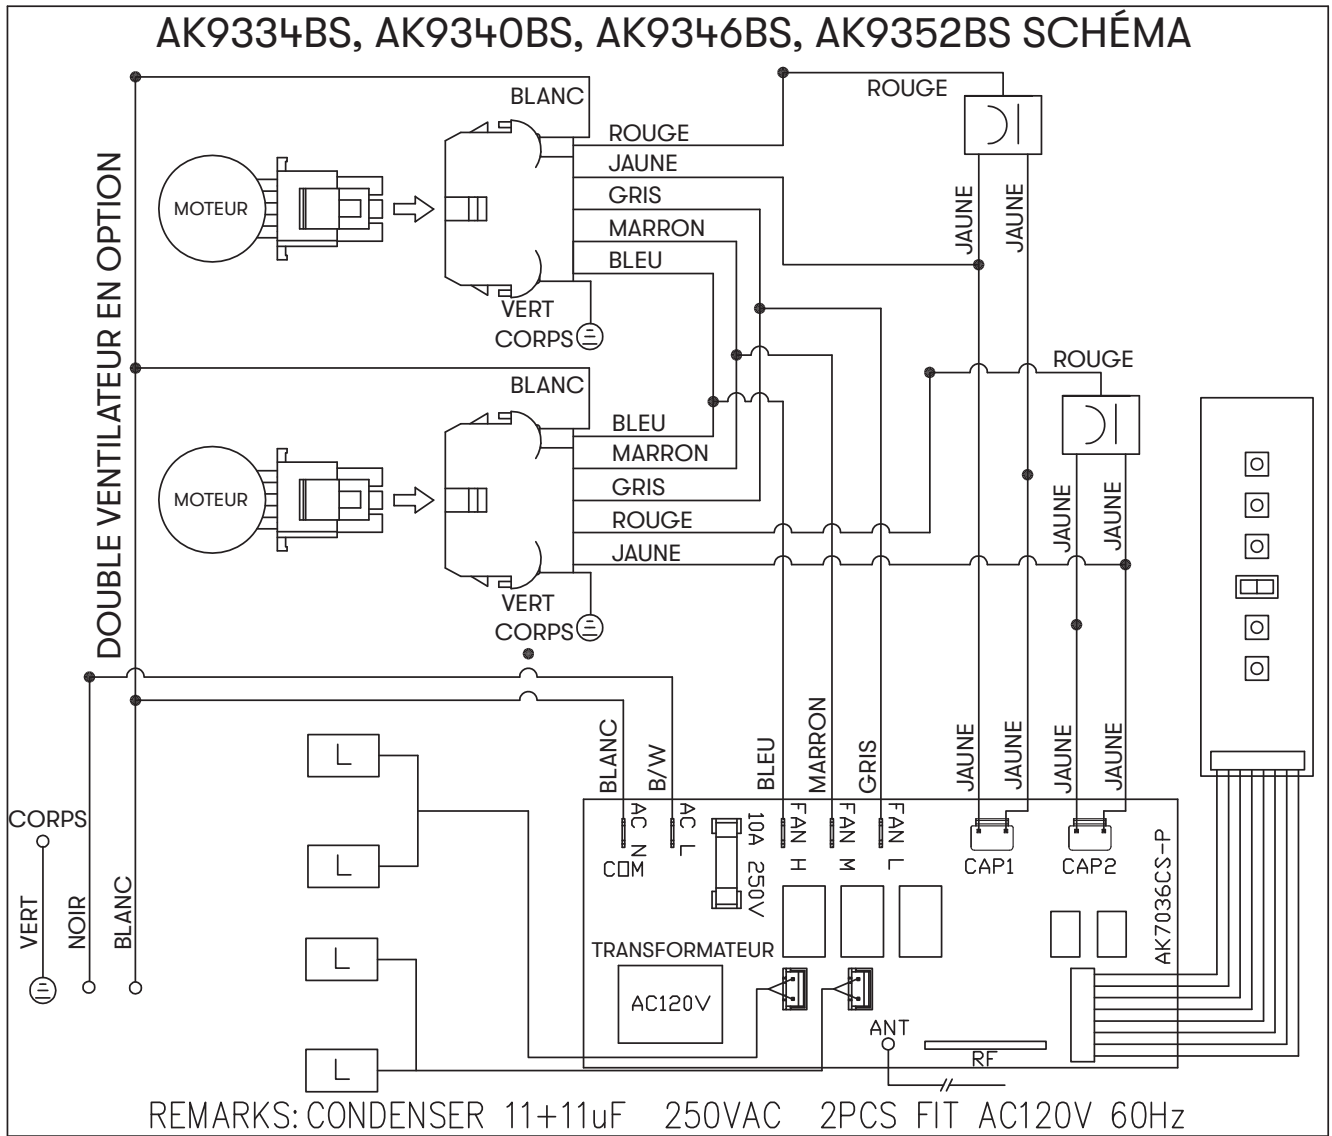 AK9334BS, AK9340BS, AK9346BS, AK9352BS SCHÉMA
DOUBLE VENTILATEUR EN OPTION
BLANC
ROUGE
JAUNE
GRIS
MARRON
BLEU
MOTEUR
VERT
CORPS
ROUGE
JAUNE
JAUNE
BLANC
BLEU
MARRON
GRIS
ROUGE
JAUNE
MOTEUR
VERT
CORPS
ROUGE
JAUNE
JAUNE
BLANC
B/W
BLEU
MARRON
GRIS
JAUNE
JAUNE
JAUNE
JAUNE
L
L
L
L
CORPS
VERT
NOIR
BLANC
AC N
COM
AC L
10A 250V
FAN H
FAN M
FAN L
CAP1
CAP2
AK7036CS-P
TRANSFORMATEUR
AC120V
ANT
RF
REMARKS: CONDENSER 11+11uF 250VAC 2PCS FIT AC120V 60Hz